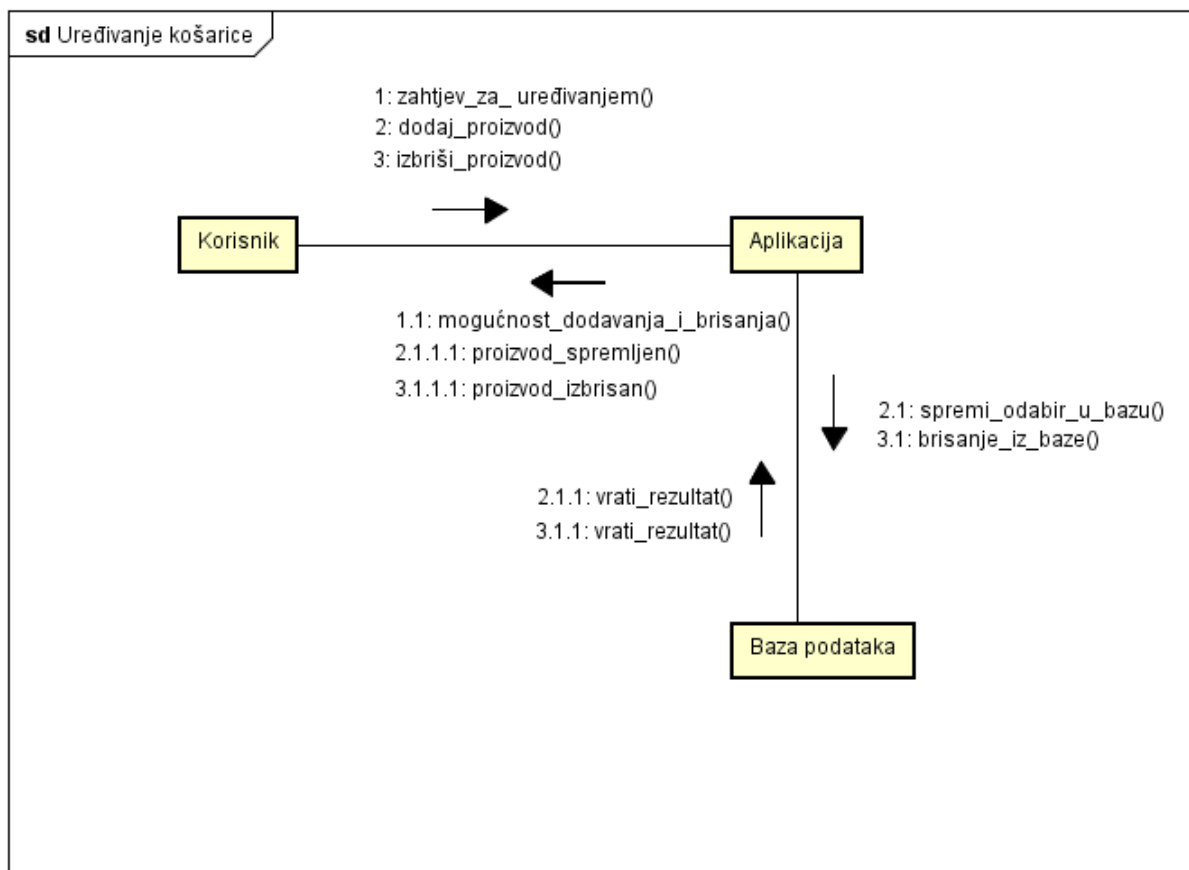 sd Uređivanje košarice
1: zahtjev_za_ uređivanjem()
2: dodaj_proizvod()
3: izbriši_proizvod()
Korisnik
Aplikacija
1.1: mogućnost_dodavanja_i_brisanja()
2.1.1.1: proizvod_spremljen()
3.1.1.1: proizvod_izbrisan()
2.1: spremi_odabir_u_bazu()
3.1: brisanje_iz_baze()
2.1.1: vrati_rezultat()
3.1.1: vrati_rezultat()
Baza podataka